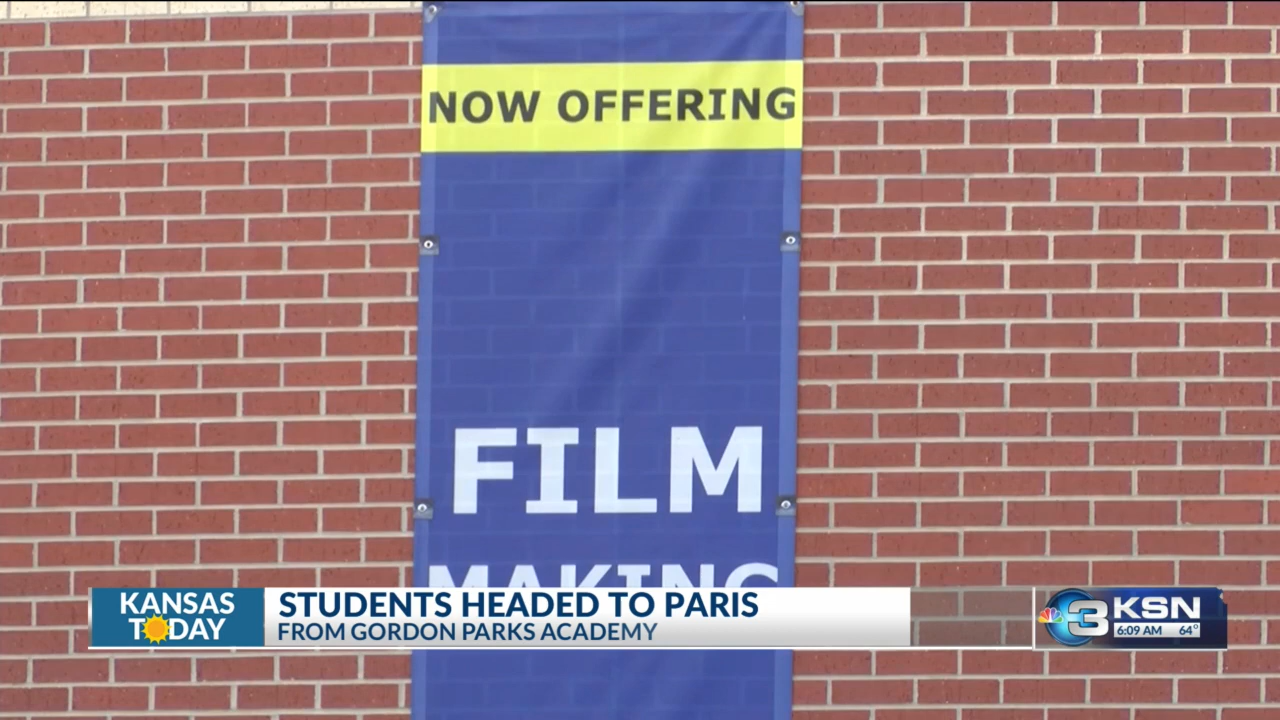 NOW OFFERING
FILM
MAKING
KANSAS
TODAY
STUDENTS HEADED TO PARIS
FROM GORDON PARKS ACADEMY
3 KSN
6:09 AM 64°